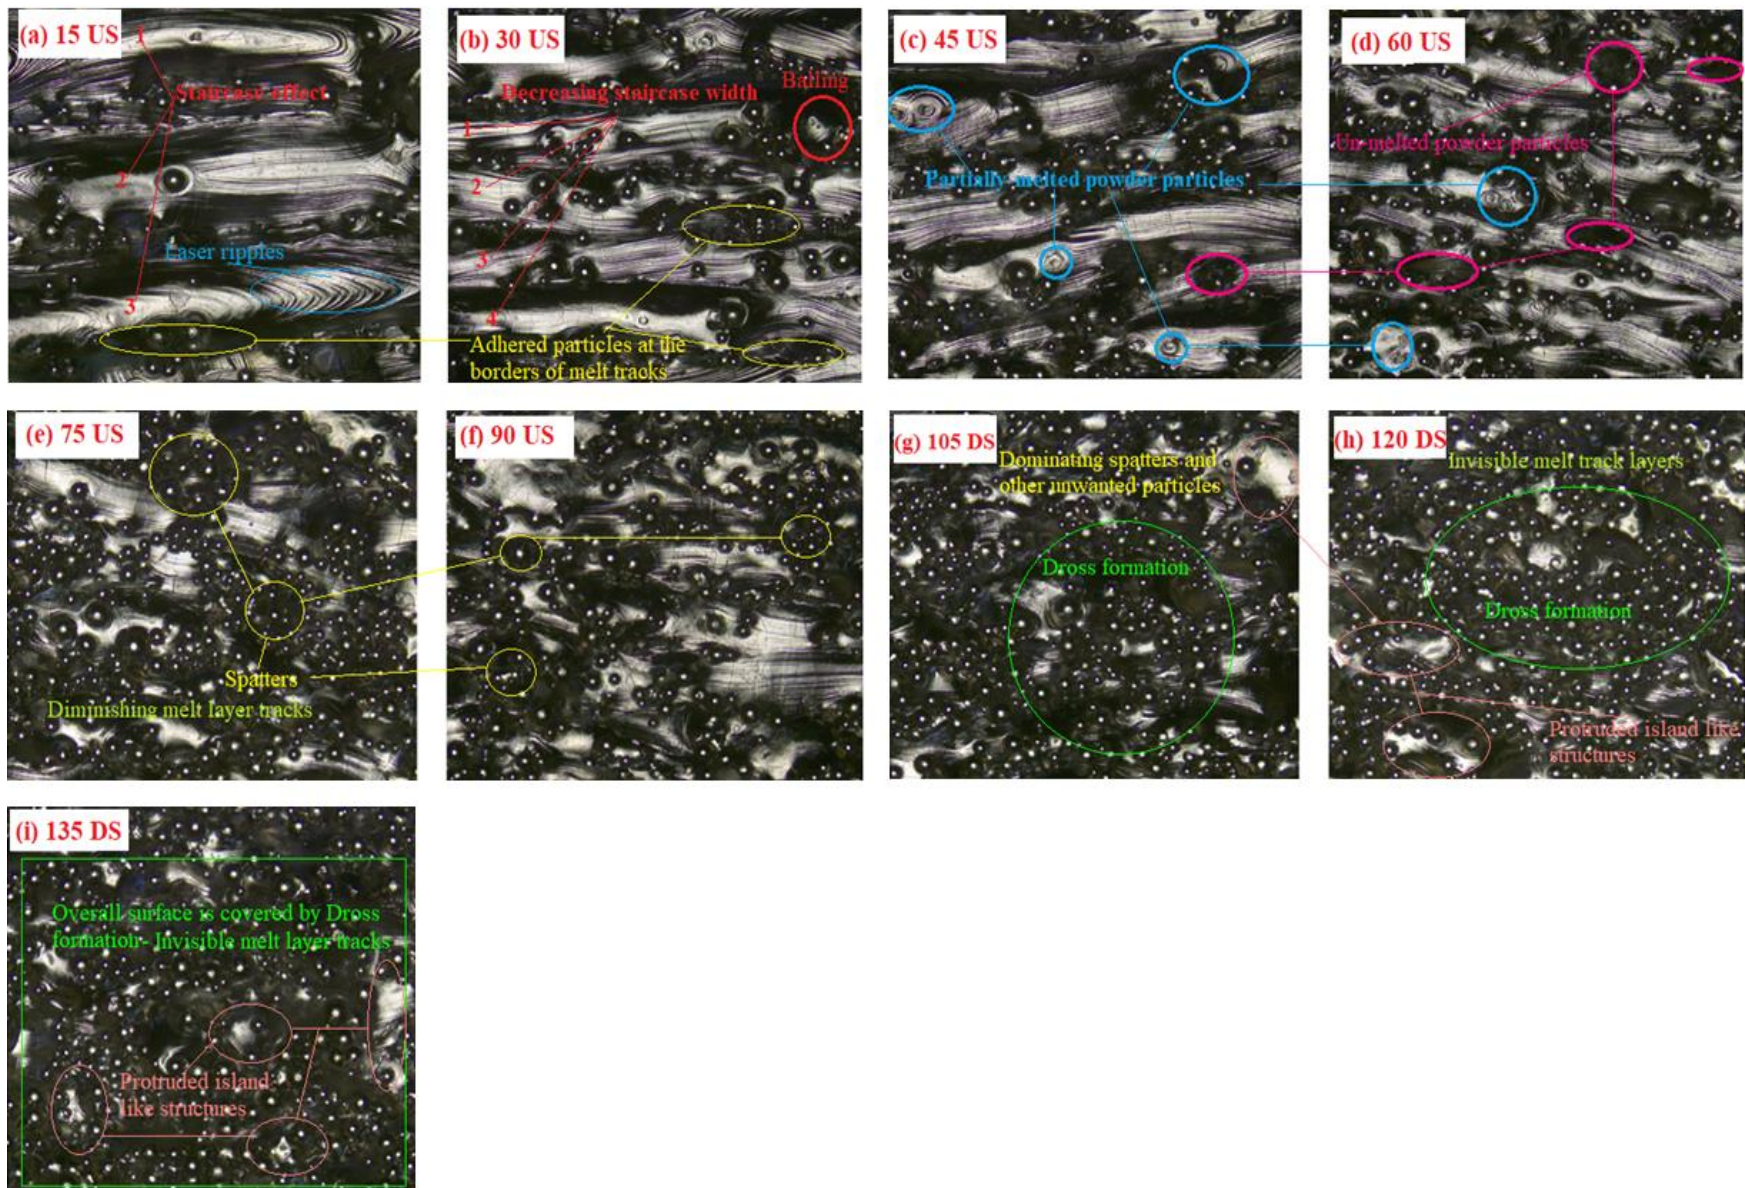 (a) 15 US
1
Staircase effect
2
Laser ripples
3
(b) 30 US
Balling
Decreasing staircase width
1
2
3
4
Adhered particles at the
borders of melt tracks
(c) 45 US
Partially-melted powder particles
(d) 60 US
Un-melted powder particles
(e) 75 US
Spatters
Diminishing melt layer tracks
(f) 90 US
(g) 105 DS
Dominating spatters and
other unwanted particles
Dross formation
(h) 120 DS
Invisible melt track layers
Dross formation
Protruded island like
structures
(i) 135 DS
Overall surface is covered by Dross
formation- Invisible melt layer tracks
Protruded island
like structures